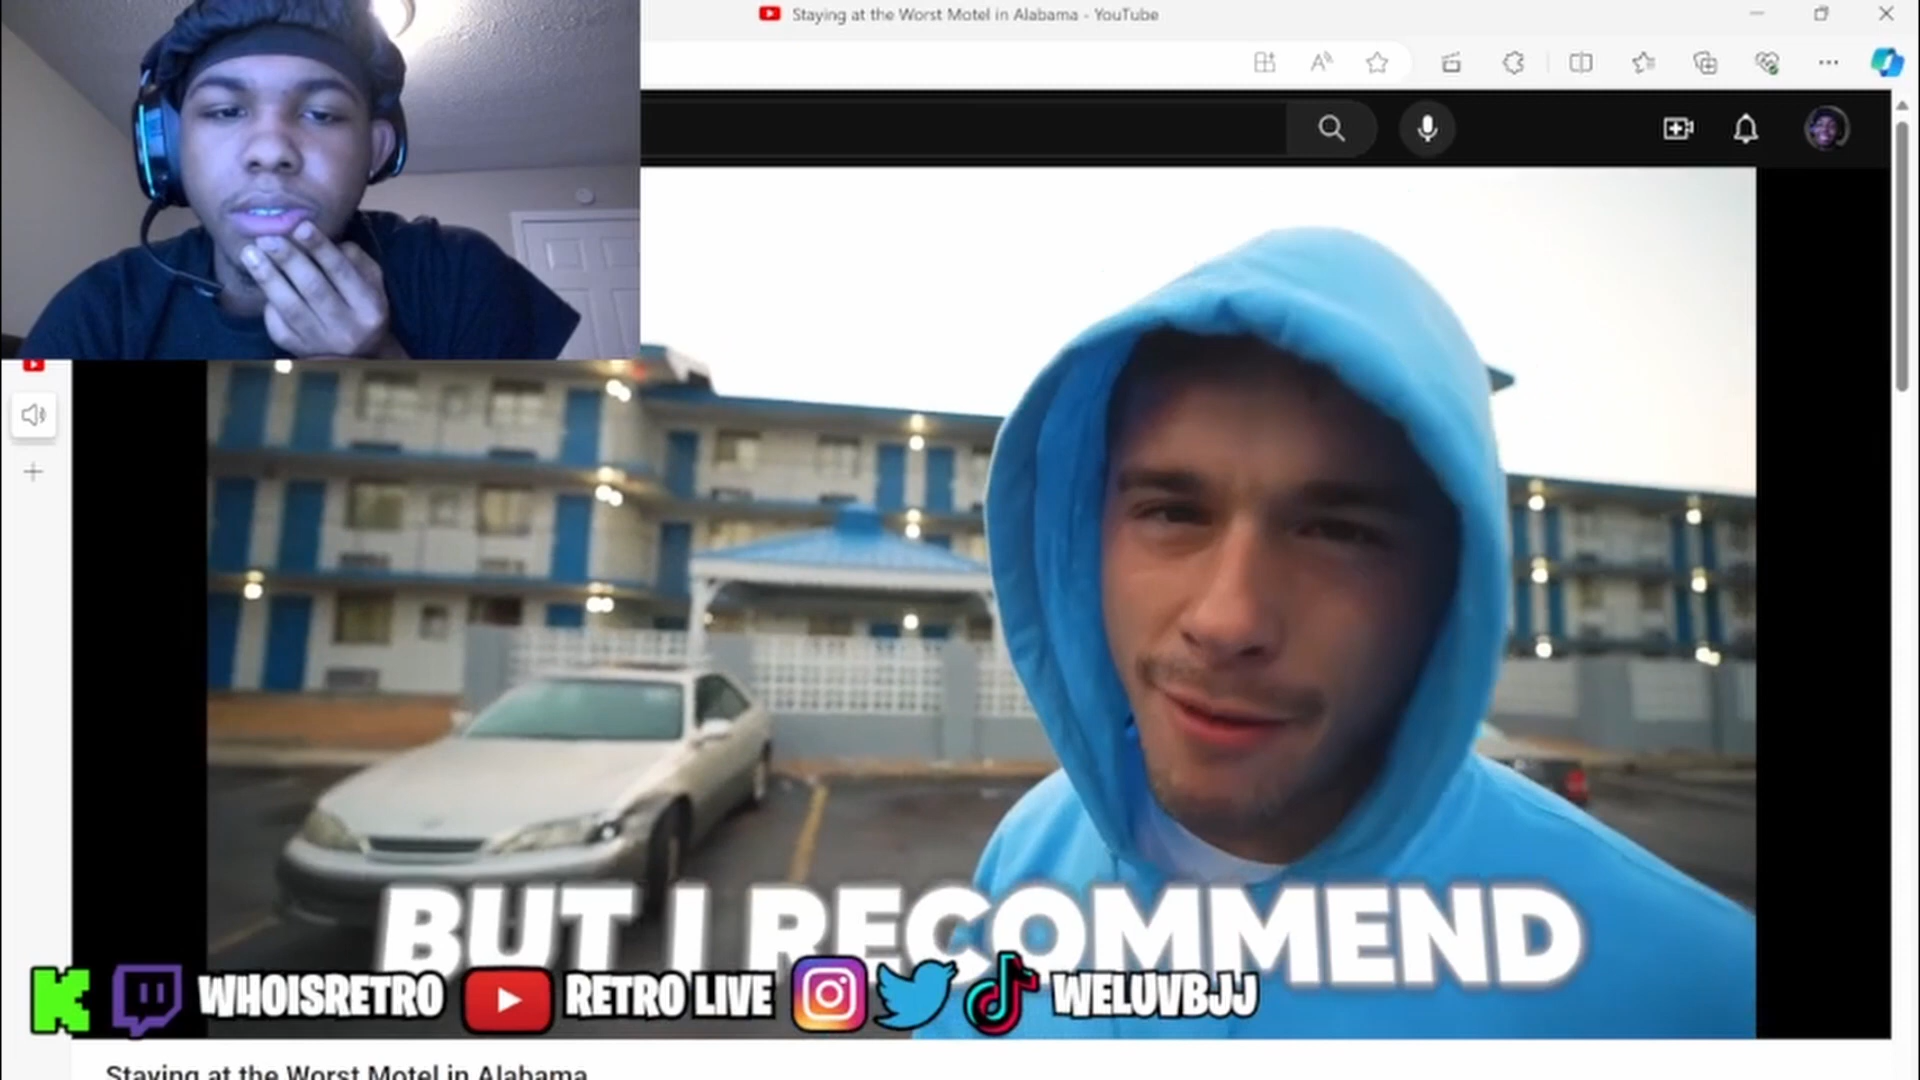 Staying at the Worst Motel in Alabama - YouTube
BUT I RECOMMEND
WHOISRETRO RETRO LIVE WELUVBJJ
Staying at the Worst Motel in Alabama